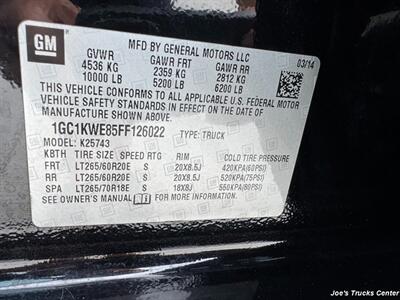 GM
MFD BY GENERAL MOTORS LLC
03/14
GVWR GAWR FRT GAWR RR
4536 KG 2359 KG 2812 KG
10000 LB 5200 LB 6200 LB
THIS VEHICLE CONFORMS TO ALL APPLICABLE U.S. FEDERAL
MOTOR VEHICLE SAFETY STANDARDS IN EFFECT ON THE DATE OF
MANUFACTURE SHOWN ABOVE.
1GC1KWE85FF126022 TYPE: TRUCK
MODEL: K25743
KBTH TIRE SIZE SPEED RTG RIM COLD TIRE PRESSURE
FRT LT265/60R20E S 20X8.5J 420KPA(60PSI)
RR LT265/60R20E S 20X8.5J 520KPA(75PSI)
SPA LT265/70R18E S 18X8J 550KPA(80PSI)
SEE OWNER'S MANUAL FOR MORE INFORMATION.
Joe's Trucks Center